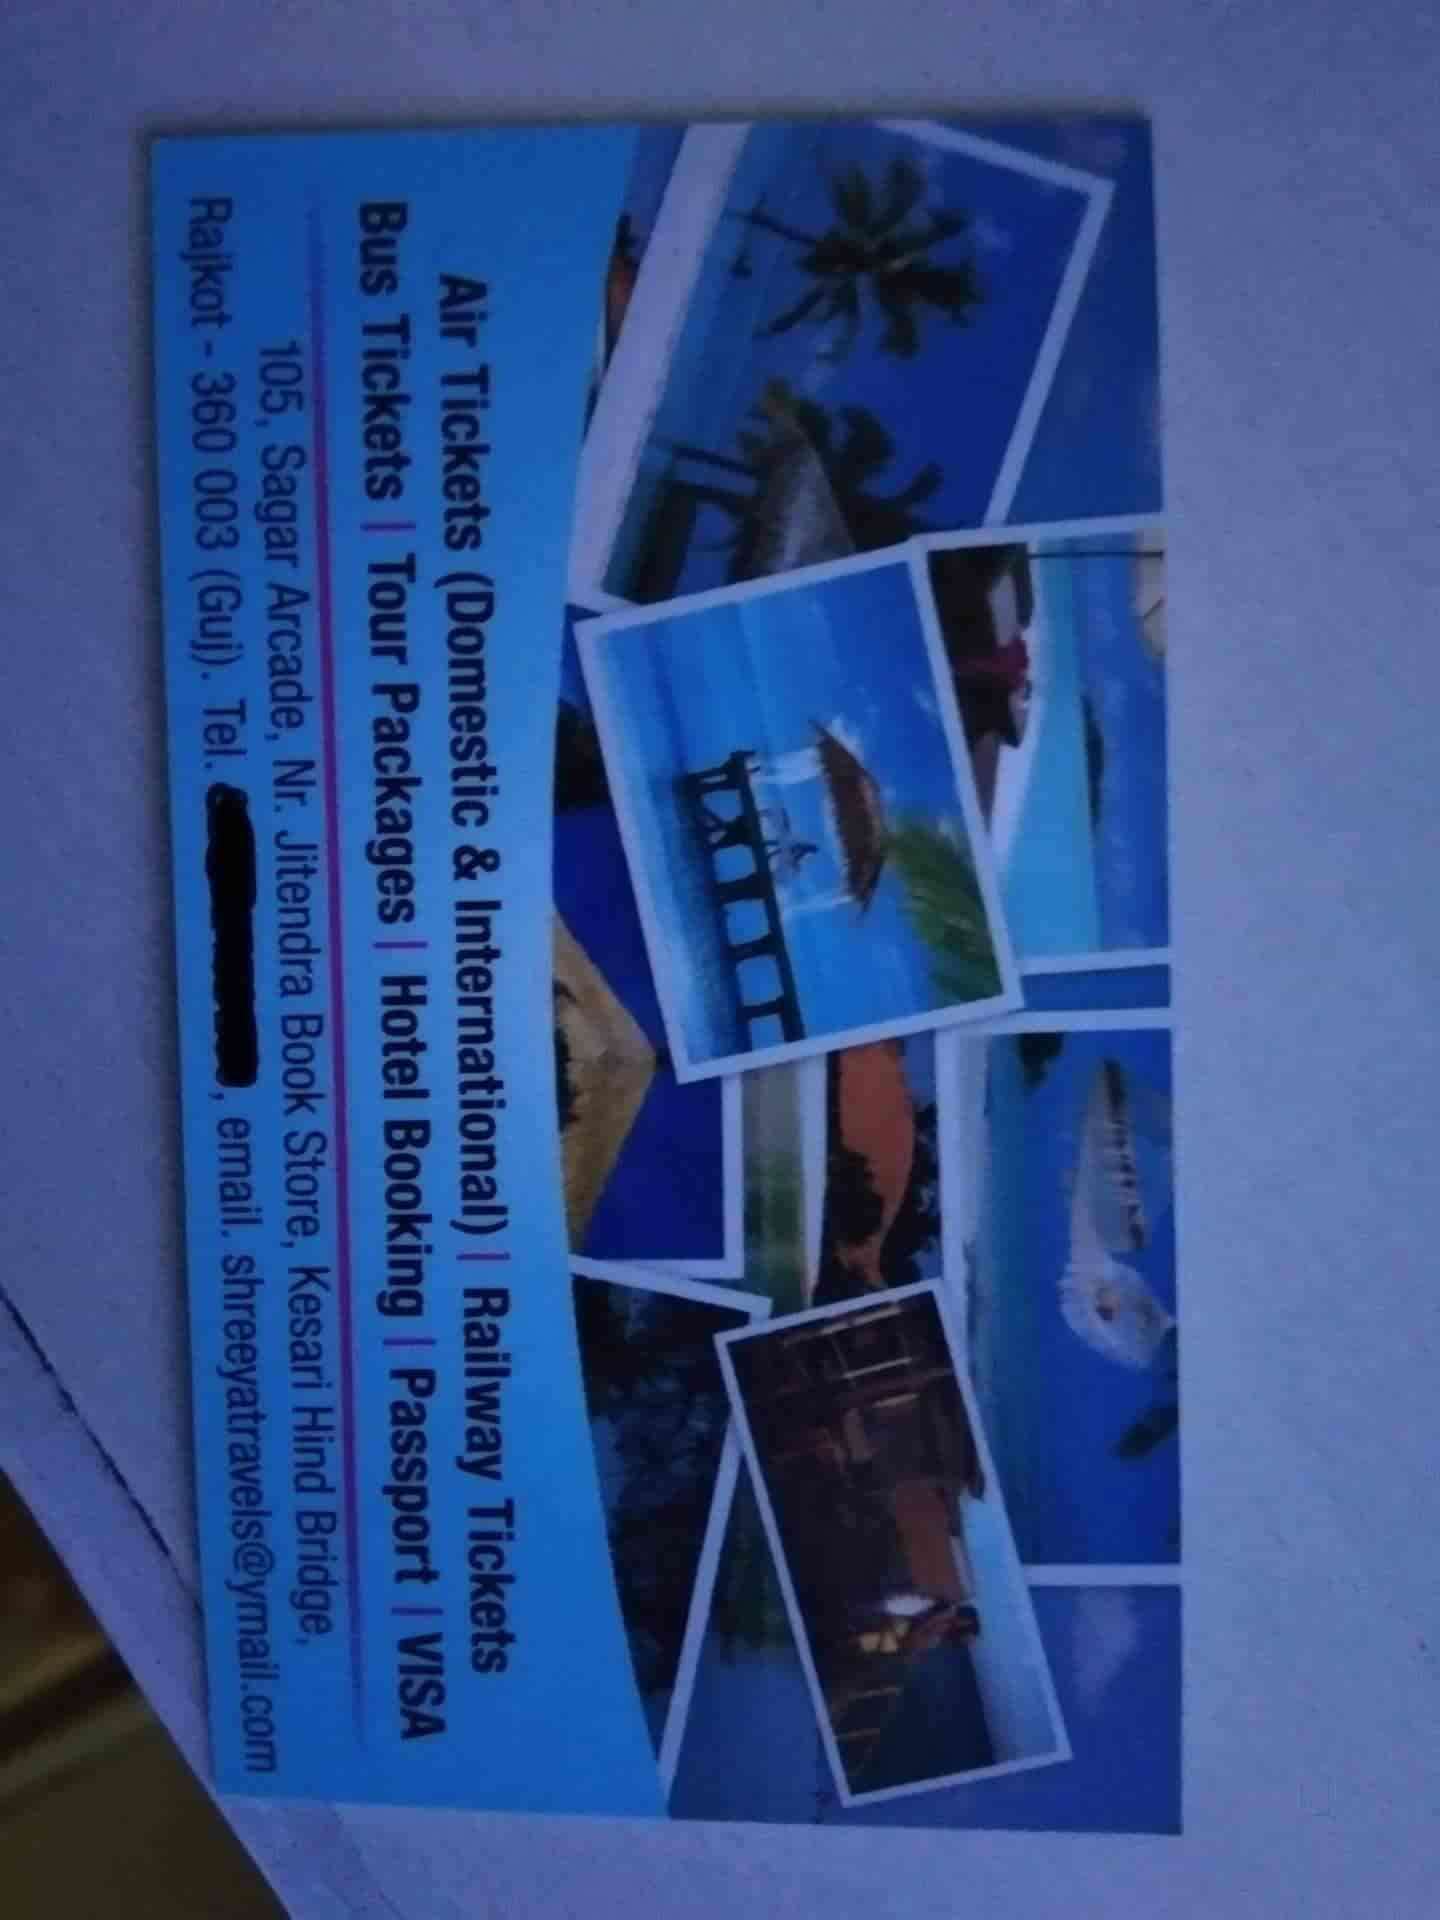 Air Tickets (Domestic & International) | Railway Tickets
Bus Tickets | Tour Packages | Hotel Booking | Passport | VISA
105, Sagar Arcade, Nr. Jitendra Book Store, Kesari Hind Bridge,
Rajkot - 360 003 (Guj). Tel. , email. shreeyatravels@ymail.com